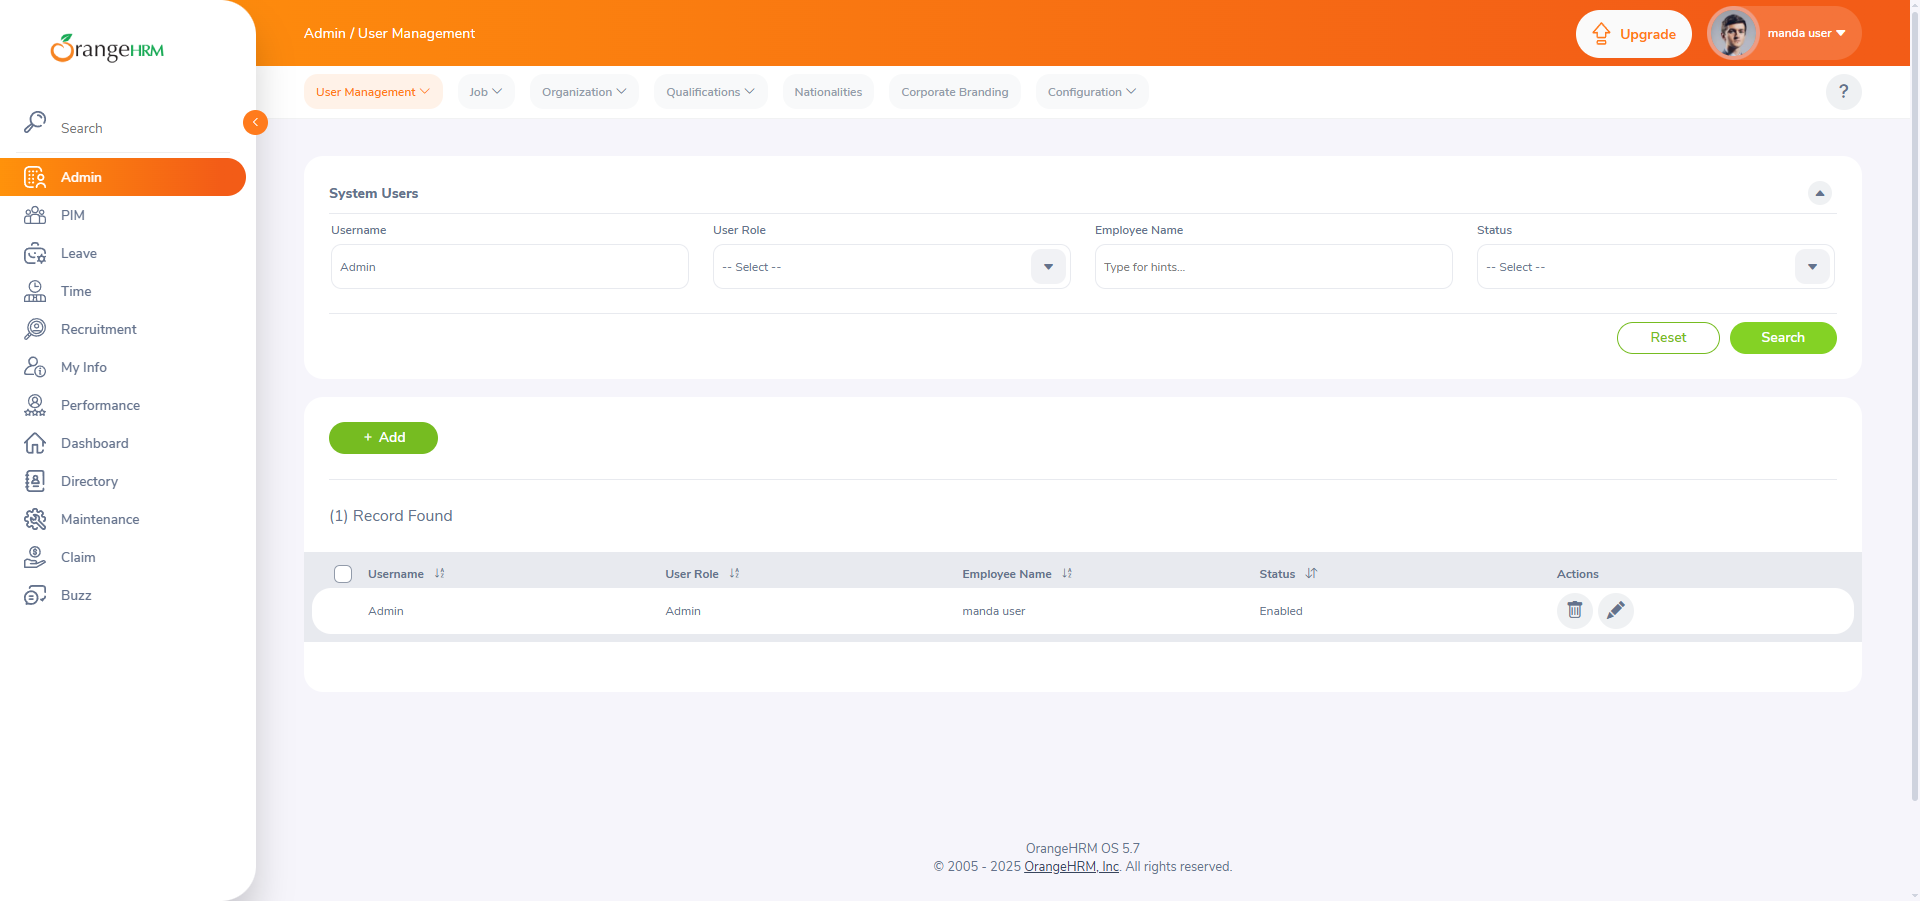 OrangeHRM
Search
Admin
PIM
Leave
Time
Recruitment
My Info
Performance
Dashboard
Directory
Maintenance
Claim
Buzz
Admin / User Management
Upgrade
manda user
User Management
Job
Organization
Qualifications
Nationalities
Corporate Branding
Configuration
?
System Users
Username
User Role
Employee Name
Status
Admin
-- Select --
Type for hints...
-- Select --
Reset
Search
+ Add
(1) Record Found
Username
User Role
Employee Name
Status
Actions
Admin
Admin
manda user
Enabled
OrangeHRM OS 5.7
© 2005 - 2025 OrangeHRM, Inc. All rights reserved.